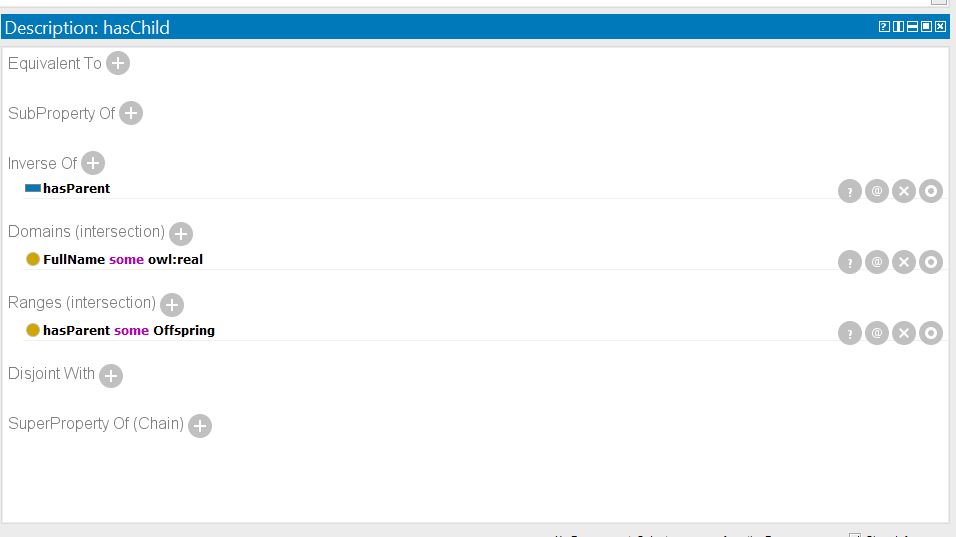 Description: hasChild
Equivalent To
SubProperty Of
Inverse Of
hasParent
Domains (intersection)
FullName some owl:real
Ranges (intersection)
hasParent some Offspring
Disjoint With
SuperProperty Of (Chain)